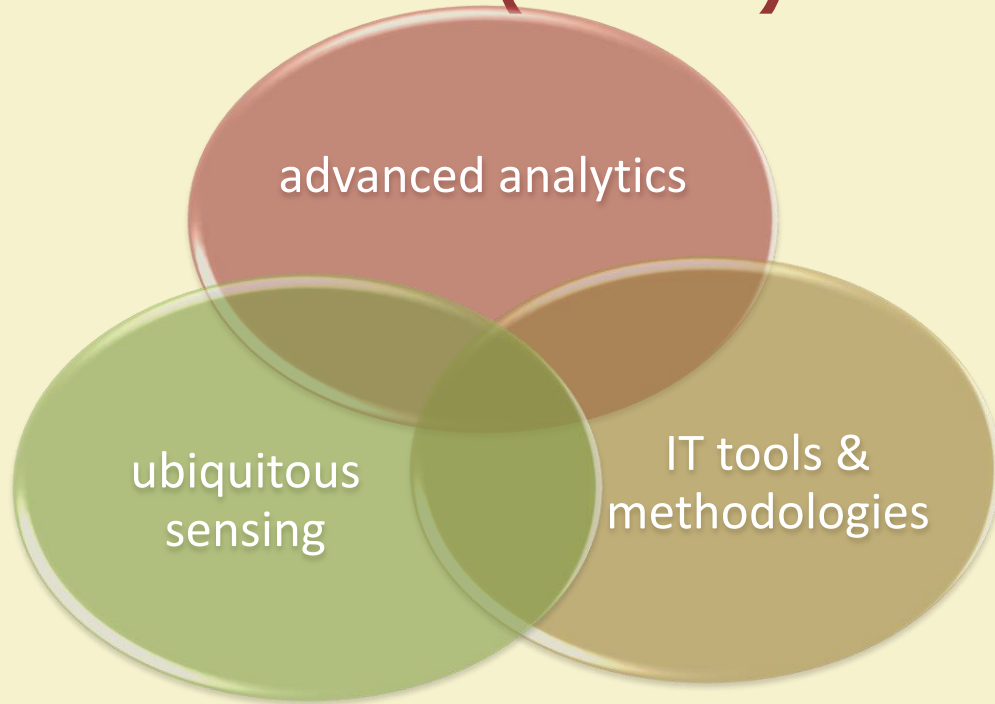 advanced analytics
ubiquitous
sensing
IT tools &
methodologies